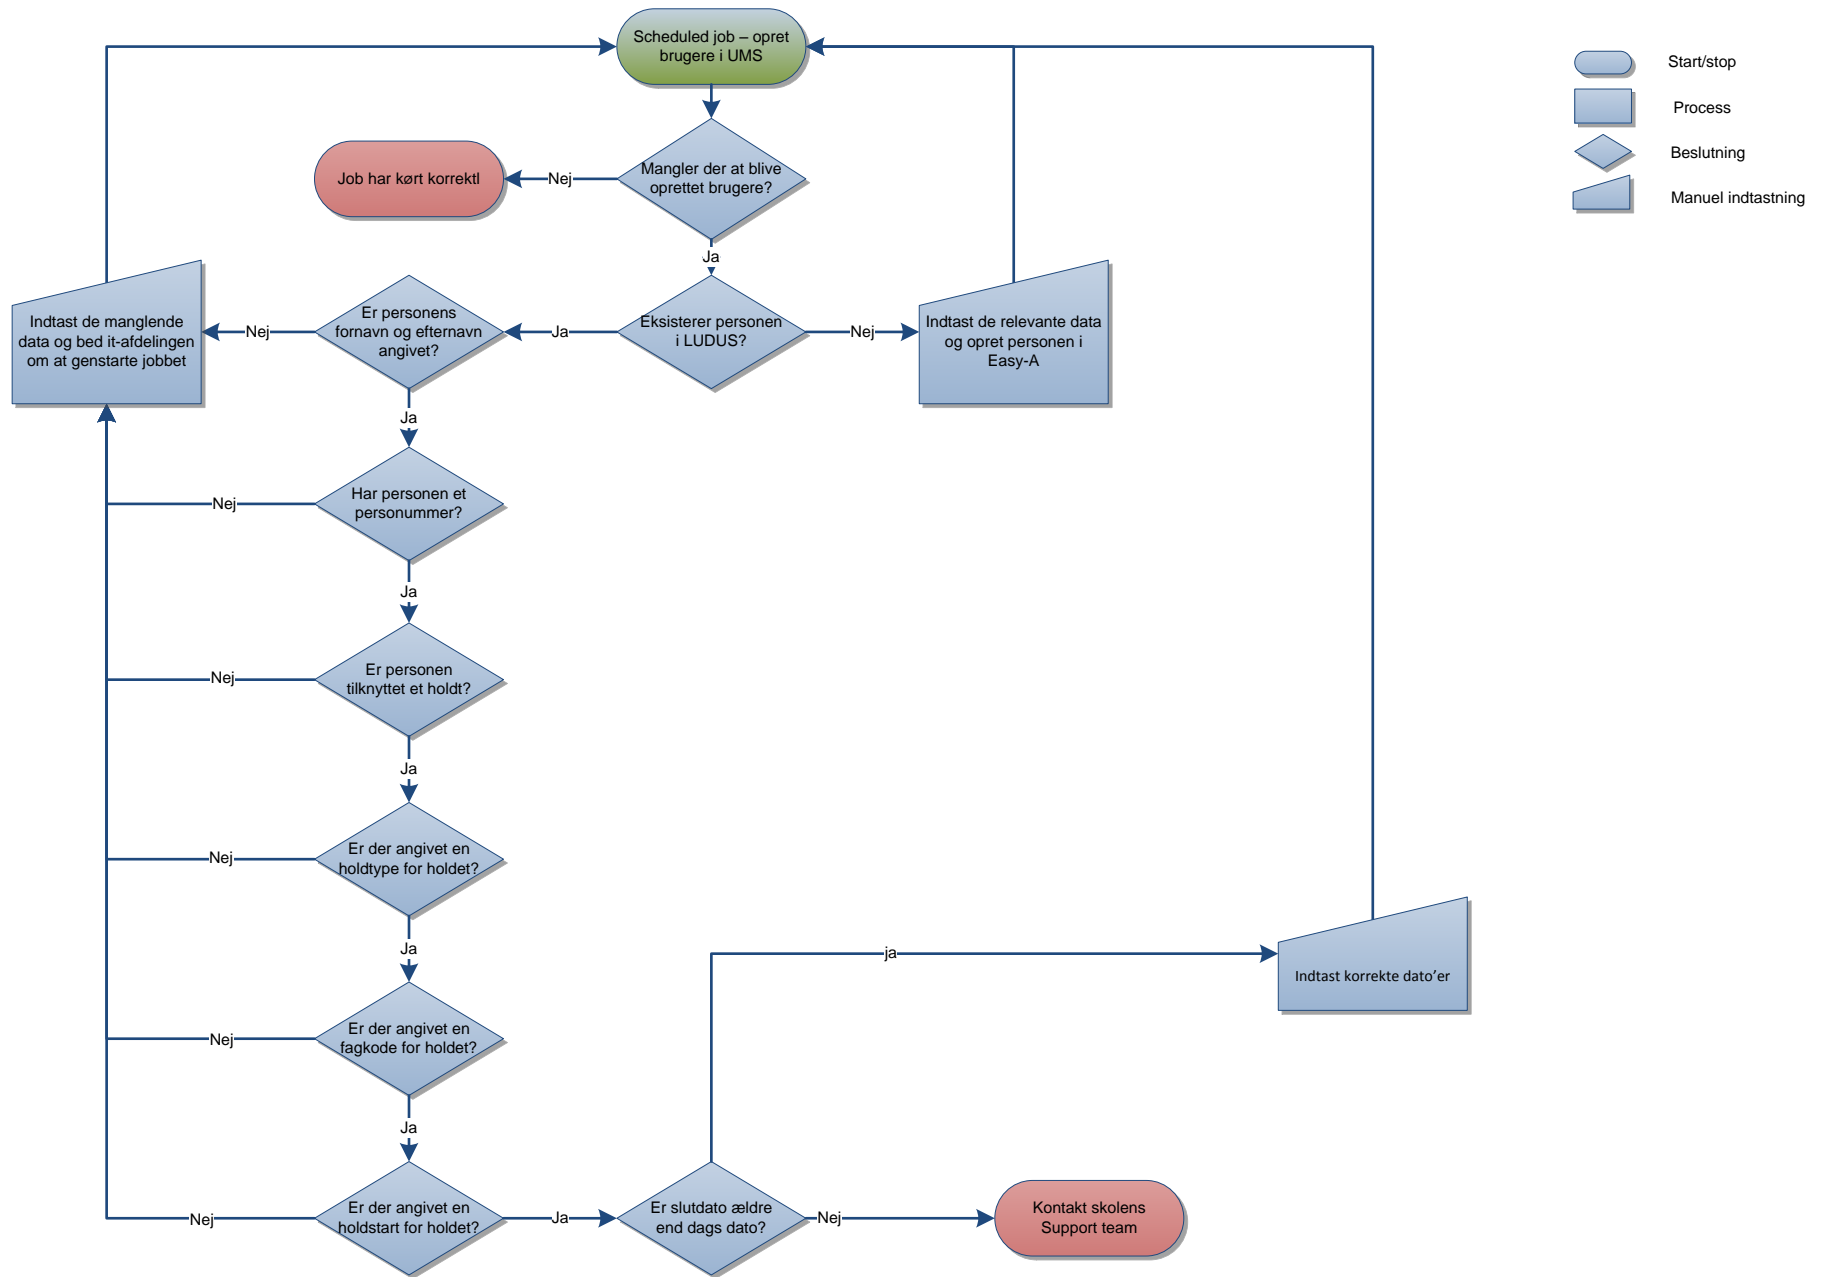 Scheduled job – opret
brugere i UMS
Start/stop
Process
Beslutning
Manuel indtastning
Mangler der at blive
oprettet brugere?
Nej
Job har kørt korrektl
Ja
Eksisterer personen
i LUDUS?
Nej
Indtast de relevante data
og opret personen i
Easy-A
Ja
Er personens
fornavn og efternavn
angivet?
Nej
Indtast de manglende
data og bed it-afdelingen
om at genstarte jobbet
Ja
Har personen et
personummer?
Nej
Ja
Er personen
tilknyttet et holdt?
Nej
Ja
Er der angivet en
holdtype for holdet?
Nej
Ja
Er der angivet en
fagkode for holdet?
Nej
Ja
Er der angivet en
holdstart for holdet?
Nej
Ja
Er slutdato ældre
end dags dato?
ja
Indtast korrekte dato’er
Nej
Kontakt skolens
Support team